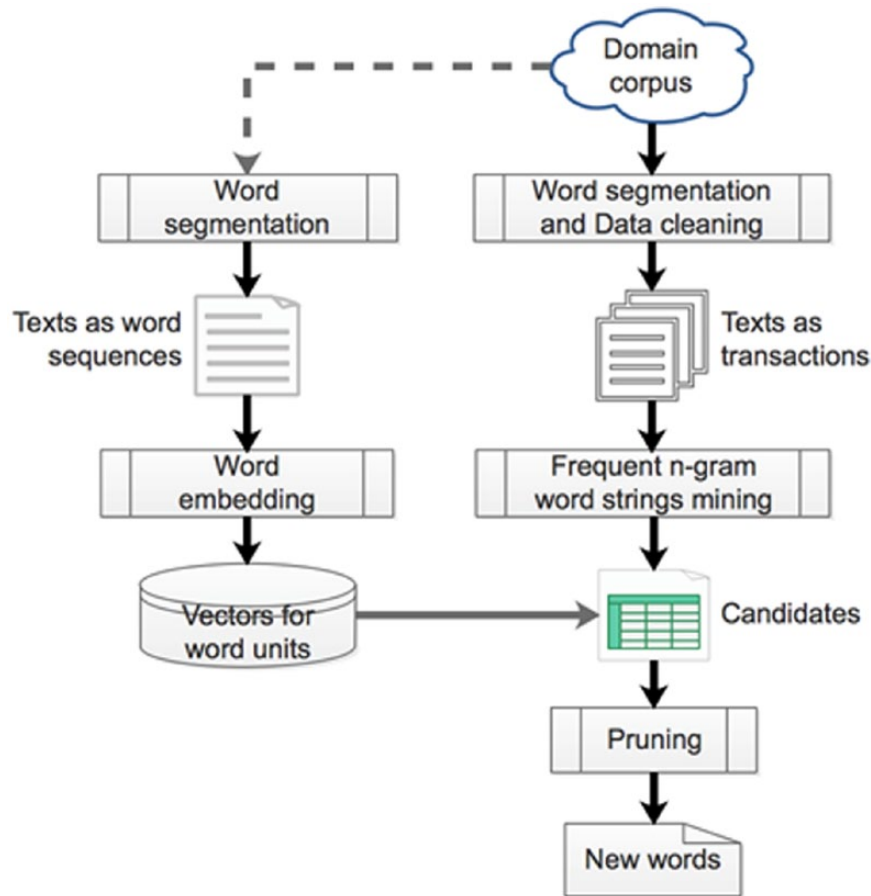 Domain
corpus
Word
segmentation
Word segmentation
and Data cleaning
Texts as word
sequences
Texts as
transactions
Word
embedding
Frequent n-gram
word strings mining
Vectors for
word units
Candidates
Pruning
New words